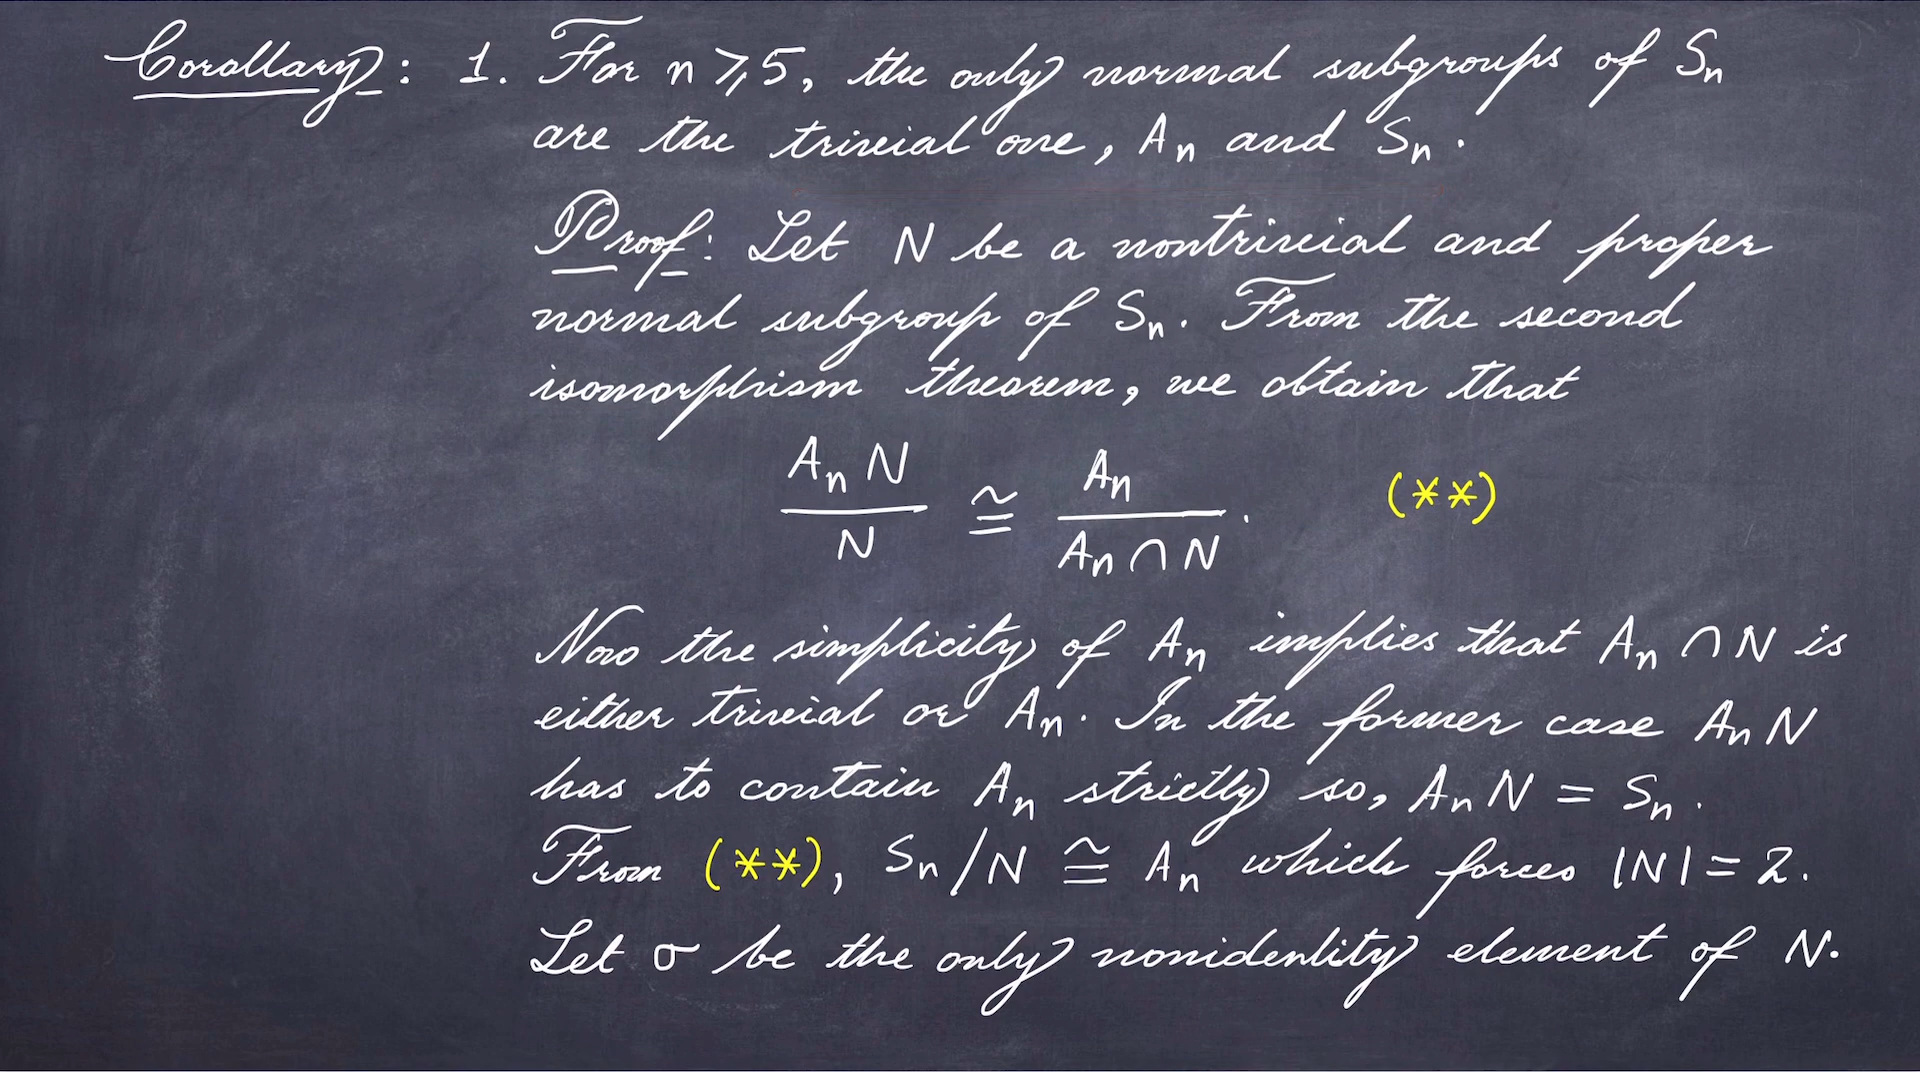 Corollary: 1. For n ⩾ 5, the only normal subgroups of Sₙ
are the trivial one, Aₙ and Sₙ.
Proof: Let N be a nontrivial and proper
normal subgroup of Sₙ. From the second
isomorphism theorem, we obtain that
AₙN / N ≅ Aₙ / Aₙ ∩ N. (**)
Now the simplicity of Aₙ implies that Aₙ ∩ N is
either trivial or Aₙ. In the former case AₙN
has to contain Aₙ strictly so, AₙN = Sₙ.
From (**), Sₙ/N ≅ Aₙ which forces |N| = 2.
Let σ be the only nonidentity element of N.